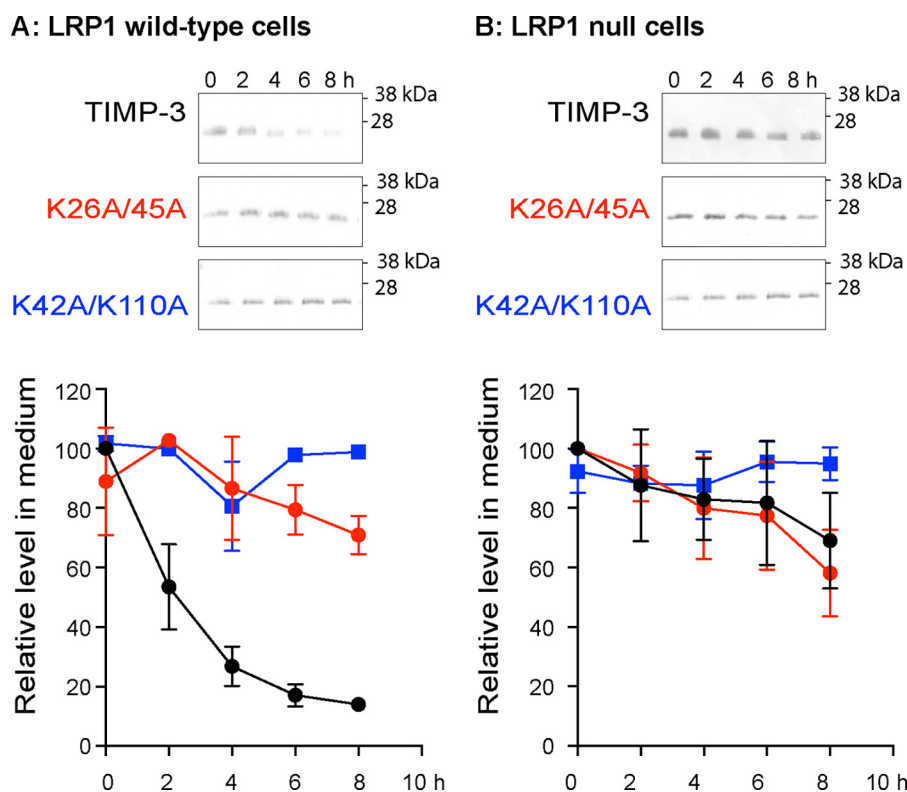 A: LRP1 wild-type cells
0 2 4 6 8 h
TIMP-3
38 kDa
28
K26A/45A
38 kDa
28
K42A/K110A
38 kDa
28
Relative level in medium
120
100
80
60
40
20
0
0 2 4 6 8 10 h
B: LRP1 null cells
0 2 4 6 8 h
TIMP-3
38 kDa
28
K26A/45A
38 kDa
28
K42A/K110A
38 kDa
28
Relative level in medium
120
100
80
60
40
20
0
0 2 4 6 8 10 h